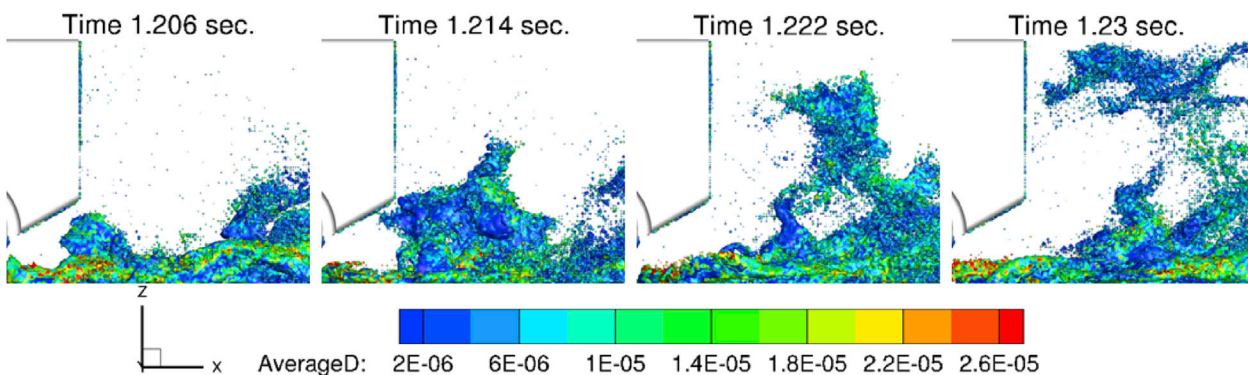 Time 1.206 sec. Time 1.214 sec. Time 1.222 sec. Time 1.23 sec.
Z
Y X
AverageD: 2E-06 6E-06 1E-05 1.4E-05 1.8E-05 2.2E-05 2.6E-05